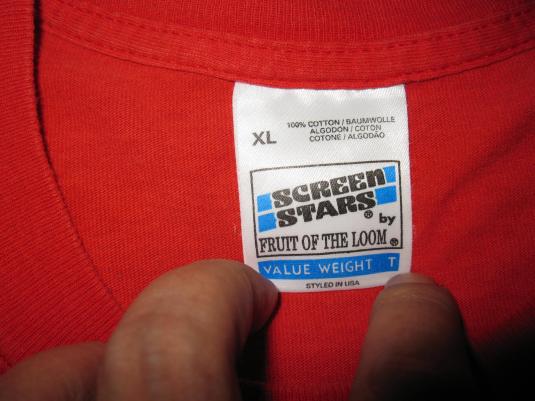 XL
100% COTTON / BAUMWOLLE
ALGODON / COTON
COTONE / ALGODÃO
SCREEN
STARS ® by
FRUIT OF THE LOOM ®
VALUE WEIGHT T
STYLED IN USA